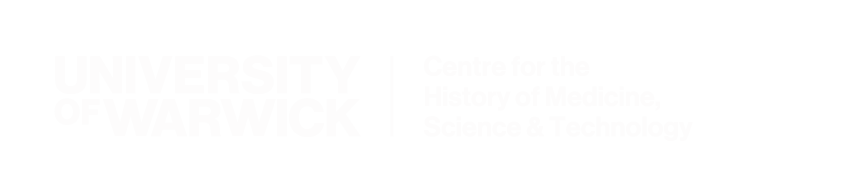 UNIVERSITY
OF WARWICK
Centre for the
History of Medicine,
Science & Technology